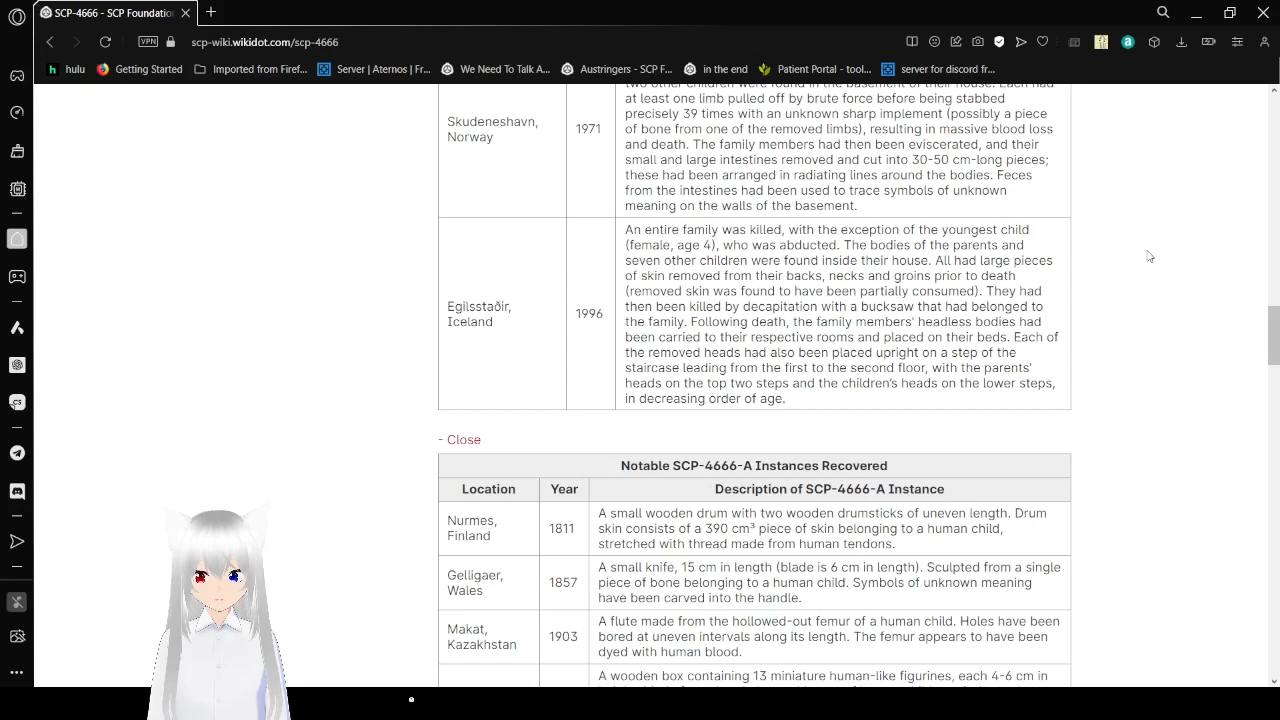 SCP-4666 - SCP Foundation
scp-wiki.wikidot.com/scp-4666
VPN
hulu
Getting Started
Imported from Firef...
Server | Aternos | Fr...
We Need To Talk A...
Austringers - SCP F...
in the end
Patient Portal - tool...
server for discord fr...
two other children were found in the basement of their house. Each had
at least one limb pulled off by brute force before being stabbed
precisely 39 times with an unknown sharp implement (possibly a piece
of bone from one of the removed limbs), resulting in massive blood loss
and death. The family members had then been eviscerated, and their
small and large intestines removed and cut into 30-50 cm-long pieces;
these had been arranged in radiating lines around the bodies. Feces
from the intestines had been used to trace symbols of unknown
meaning on the walls of the basement.
Skudeneshavn,
Norway
1971
An entire family was killed, with the exception of the youngest child
(female, age 4), who was abducted. The bodies of the parents and
seven other children were found inside their house. All had large pieces
of skin removed from their backs, necks and groins prior to death
(removed skin was found to have been partially consumed). They had
then been killed by decapitation with a bucksaw that had belonged to
the family. Following death, the family members' headless bodies had
been carried to their respective rooms and placed on their beds. Each of
the removed heads had also been placed upright on a step of the
staircase leading from the first to the second floor, with the parents'
heads on the top two steps and the children's heads on the lower steps,
in decreasing order of age.
Egilsstaðir,
Iceland
1996
- Close
Notable SCP-4666-A Instances Recovered
Location
Year
Description of SCP-4666-A Instance
Nurmes,
Finland
1811
A small wooden drum with two wooden drumsticks of uneven length. Drum
skin consists of a 390 cm³ piece of skin belonging to a human child,
stretched with thread made from human tendons.
Gelligaer,
Wales
1857
A small knife, 15 cm in length (blade is 6 cm in length). Sculpted from a single
piece of bone belonging to a human child. Symbols of unknown meaning
have been carved into the handle.
Makat,
Kazakhstan
1903
A flute made from the hollowed-out femur of a human child. Holes have been
bored at uneven intervals along its length. The femur appears to have been
dyed with human blood.
A wooden box containing 13 miniature human-like figurines, each 4-6 cm in